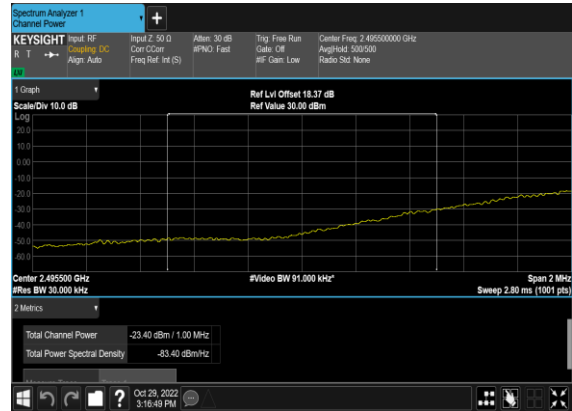 Spectrum Analyzer 1
Channel Power
+
KEYSIGHT
R T
LW
Input: RF
Coupling: DC
Align: Auto
Input Z: 50 Ω
Corr CCorr
Freq Ref: Int (S)
Atten: 30 dB
#PNO: Fast
Trig: Free Run
Gate: Off
#IF Gain: Low
Center Freq: 2.495500000 GHz
Avg|Hold: 500/500
Radio Std: None
1 Graph
Scale/Div 10.0 dB
Ref Lvl Offset 18.37 dB
Ref Value 30.00 dBm
Log
20.0
10.0
0.00
-10.0
-20.0
-30.0
-40.0
-50.0
-60.0
Center 2.495500 GHz
#Res BW 30.000 kHz
#Video BW 91.000 kHz*
Span 2 MHz
Sweep 2.80 ms (1001 pts)
2 Metrics
Total Channel Power -23.40 dBm / 1.00 MHz
Total Power Spectral Density -83.40 dBm/Hz
?
Oct 29, 2022
3:16:49 PM